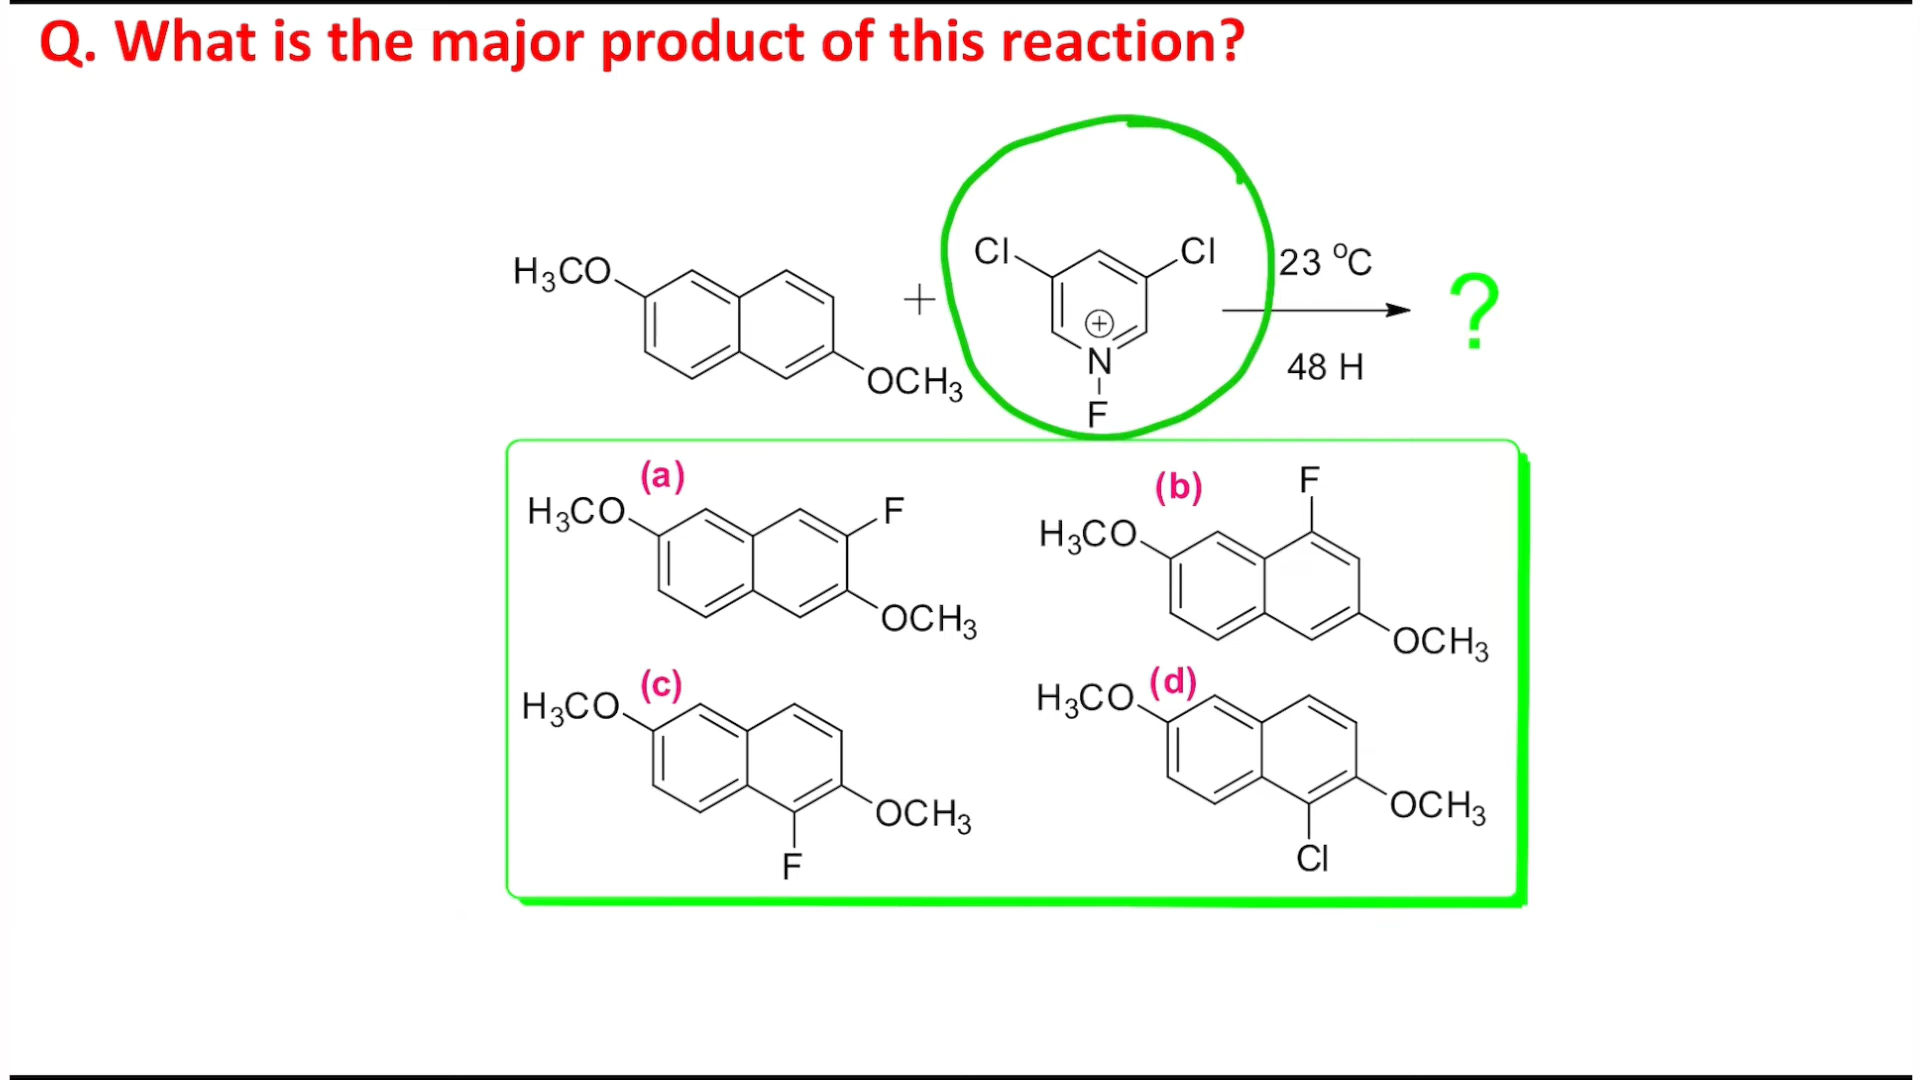 Q. What is the major product of this reaction?
H₃CO
OCH₃
+
Cl
Cl
⊕
N
F
23 ºC
48 H
?
(a)
H₃CO
F
OCH₃
(b)
F
H₃CO
OCH₃
(c)
H₃CO
OCH₃
F
(d)
H₃CO
OCH₃
Cl